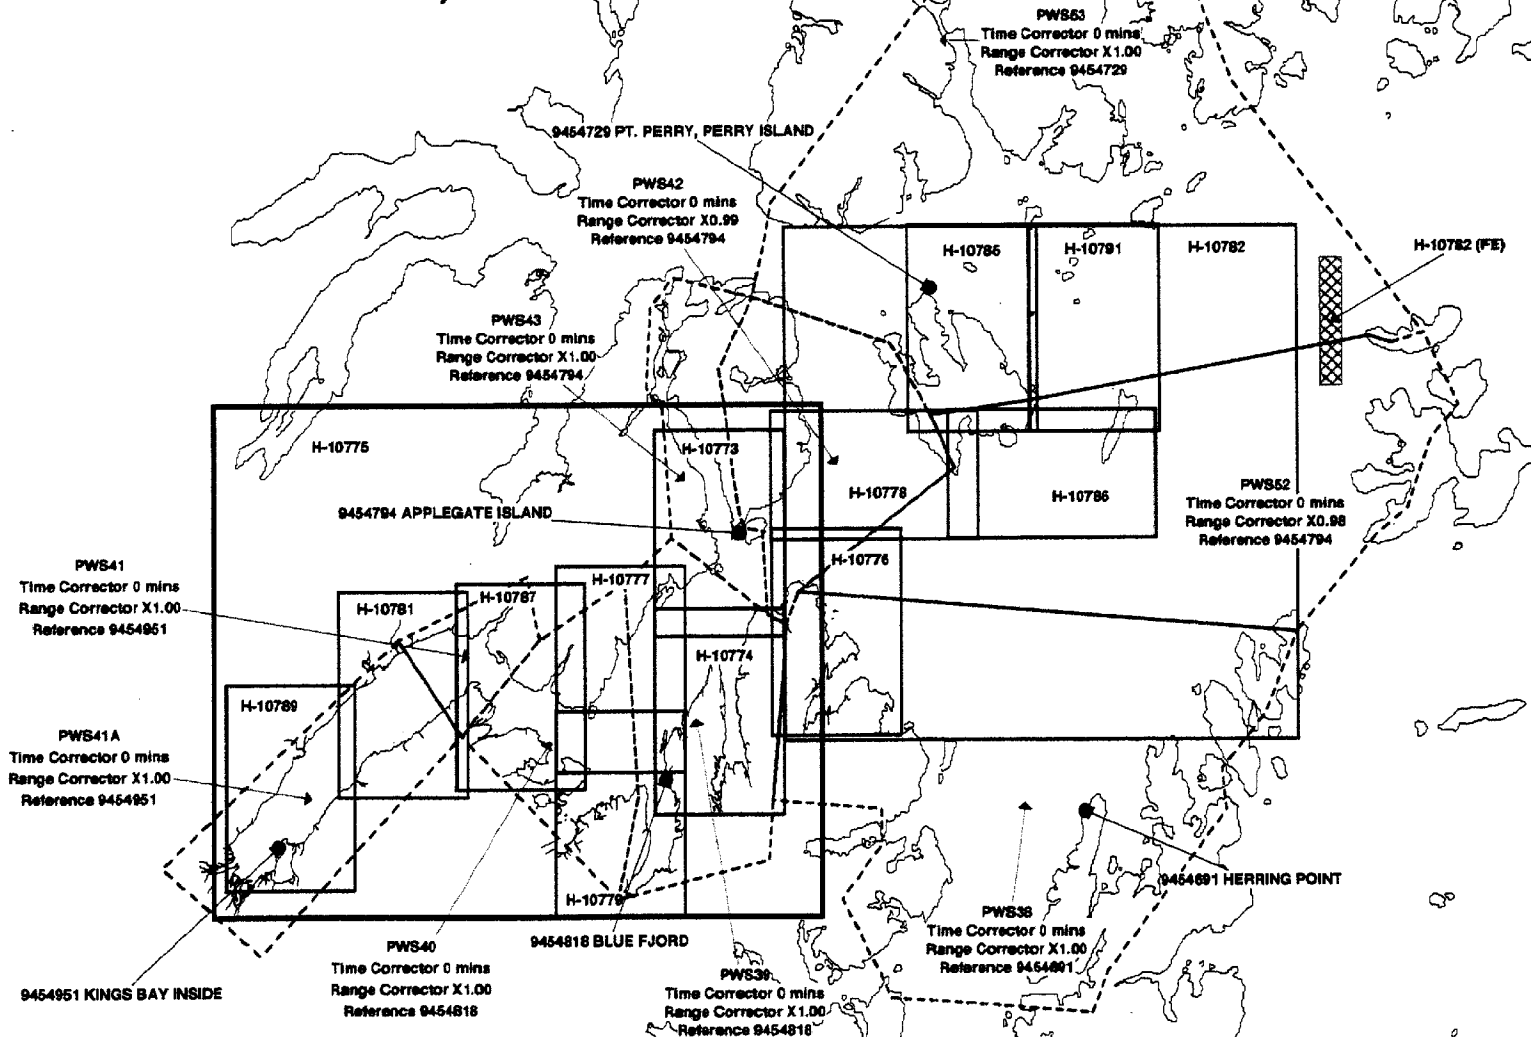 PWS53
Time Corrector 0 mins
Range Corrector X1.00
Reference 9454729
9454729 PT. PERRY, PERRY ISLAND
PWS42
Time Corrector 0 mins
Range Corrector X0.99
Reference 9454794
H-10785
H-10791
H-10782
H-10782 (FE)
PWS43
Time Corrector 0 mins
Range Corrector X1.00
Reference 9454794
H-10775
H-10773
H-10778
H-10786
PWS52
Time Corrector 0 mins
Range Corrector X0.98
Reference 9454794
9454794 APPLEGATE ISLAND
H-10776
PWS41
Time Corrector 0 mins
Range Corrector X1.00
Reference 9454951
H-10781
H-10787
H-10777
H-10774
H-10789
PWS41A
Time Corrector 0 mins
Range Corrector X1.00
Reference 9454951
H-10779
9454691 HERRING POINT
PWS38
Time Corrector 0 mins
Range Corrector X1.00
Reference 9454691
9454818 BLUE FJORD
PWS40
Time Corrector 0 mins
Range Corrector X1.00
Reference 9454818
PWS39
Time Corrector 0 mins
Range Corrector X1.00
Reference 9454818
9454951 KINGS BAY INSIDE